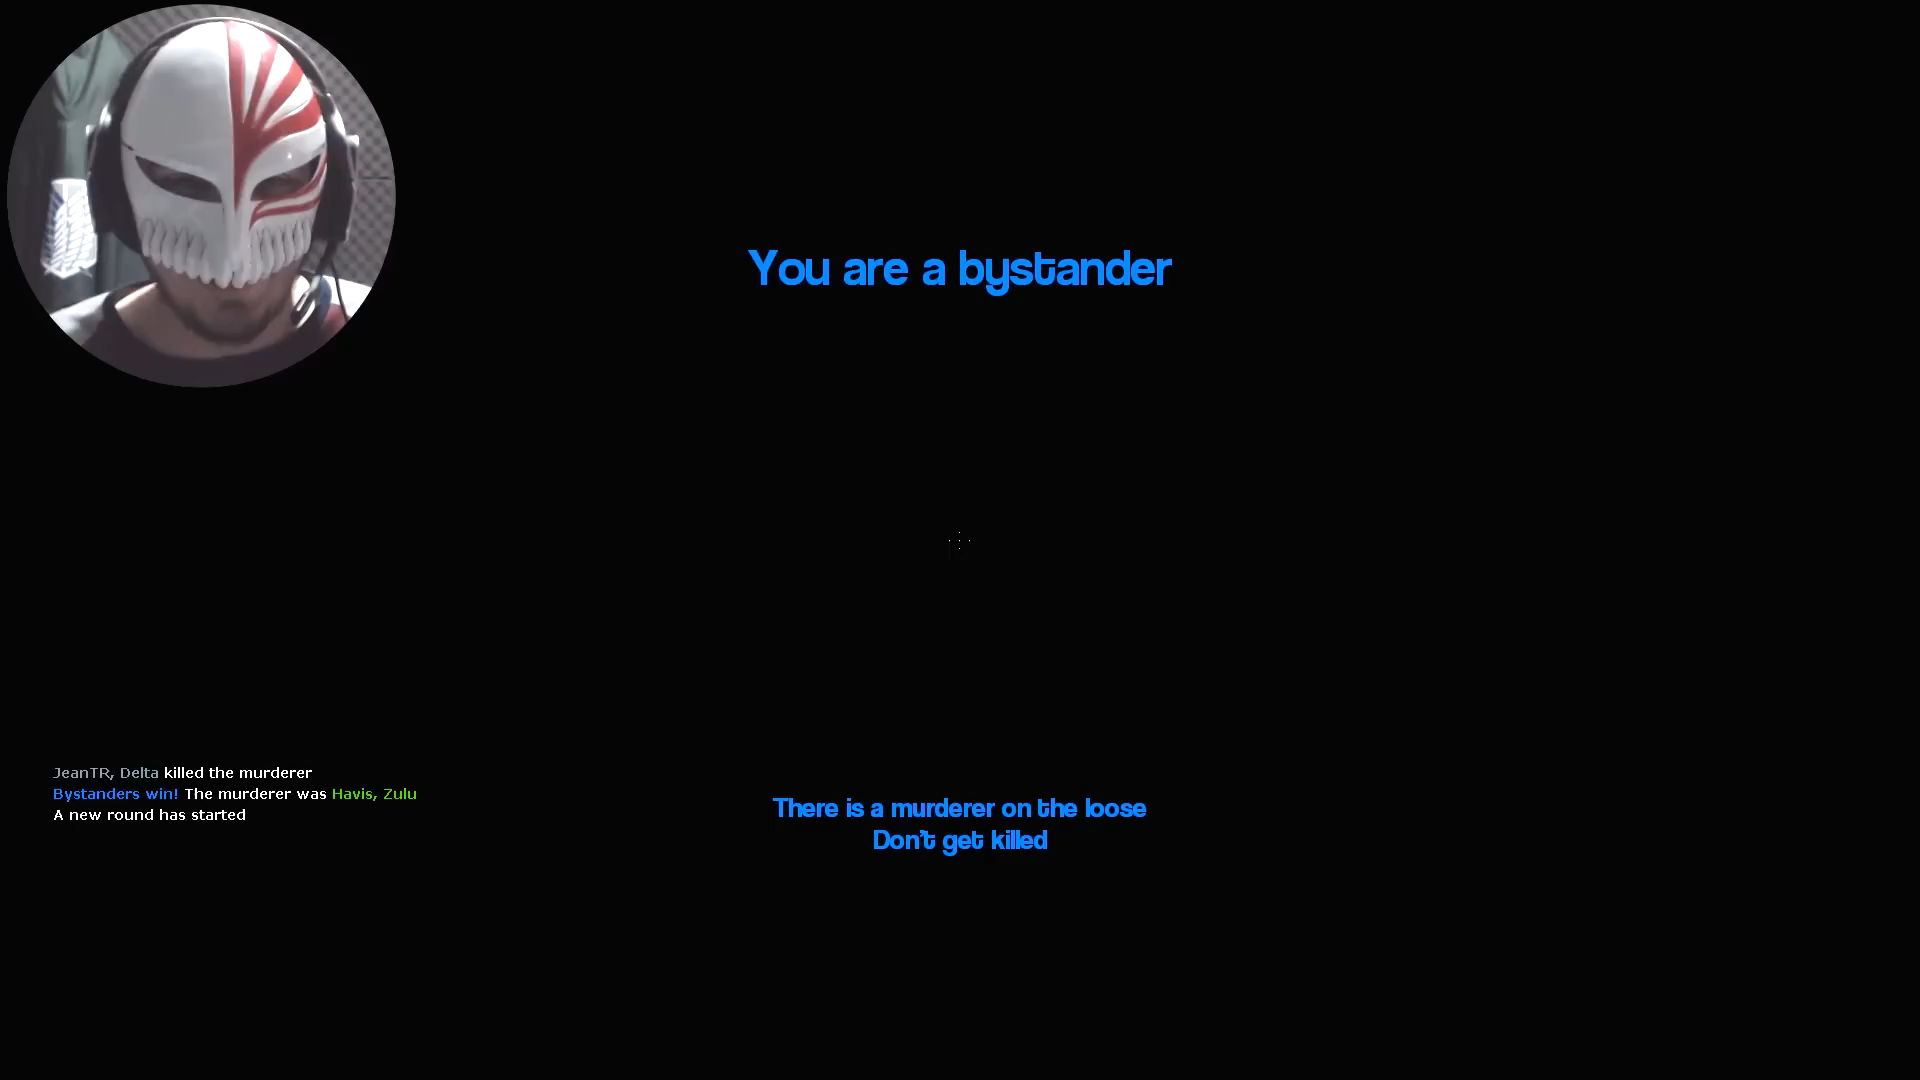 You are a bystander
JeanTR, Delta killed the murderer
Bystanders win! The murderer was Havis, Zulu
A new round has started
There is a murderer on the loose
Don't get killed